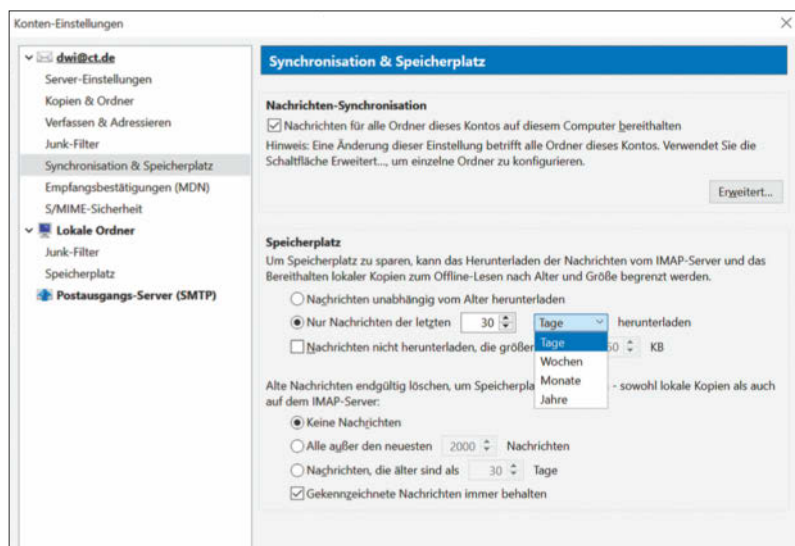 Konten-Einstellungen
dwi@ct.de
Server-Einstellungen
Kopien & Ordner
Verfassen & Adressieren
Junk-Filter
Synchronisation & Speicherplatz
Empfangsbestätigungen (MDN)
S/MIME-Sicherheit
Lokale Ordner
Junk-Filter
Speicherplatz
Postausgangs-Server (SMTP)
Synchronisation & Speicherplatz
Nachrichten-Synchronisation
Nachrichten für alle Ordner dieses Kontos auf diesem Computer bereithalten
Hinweis: Eine Änderung dieser Einstellung betrifft alle Ordner dieses Kontos. Verwendet Sie die
Schaltfläche Erweitert..., um einzelne Ordner zu konfigurieren.
Erweitert...
Speicherplatz
Um Speicherplatz zu sparen, kann das Herunterladen der Nachrichten vom IMAP-Server und das
Bereithalten lokaler Kopien zum Offline-Lesen nach Alter und Größe begrenzt werden.
Nachrichten unabhängig vom Alter herunterladen
Nur Nachrichten der letzten 30 Tage herunterladen
Nachrichten nicht herunterladen, die größer KB
Tage
Wochen
Monate
Jahre
Alte Nachrichten endgültig löschen, um - sowohl lokale Kopien als auch
auf dem IMAP-Server:
Keine Nachrichten
Alle außer den neuesten 2000 Nachrichten
Nachrichten, die älter sind als 30 Tage
Gekennzeichnete Nachrichten immer behalten